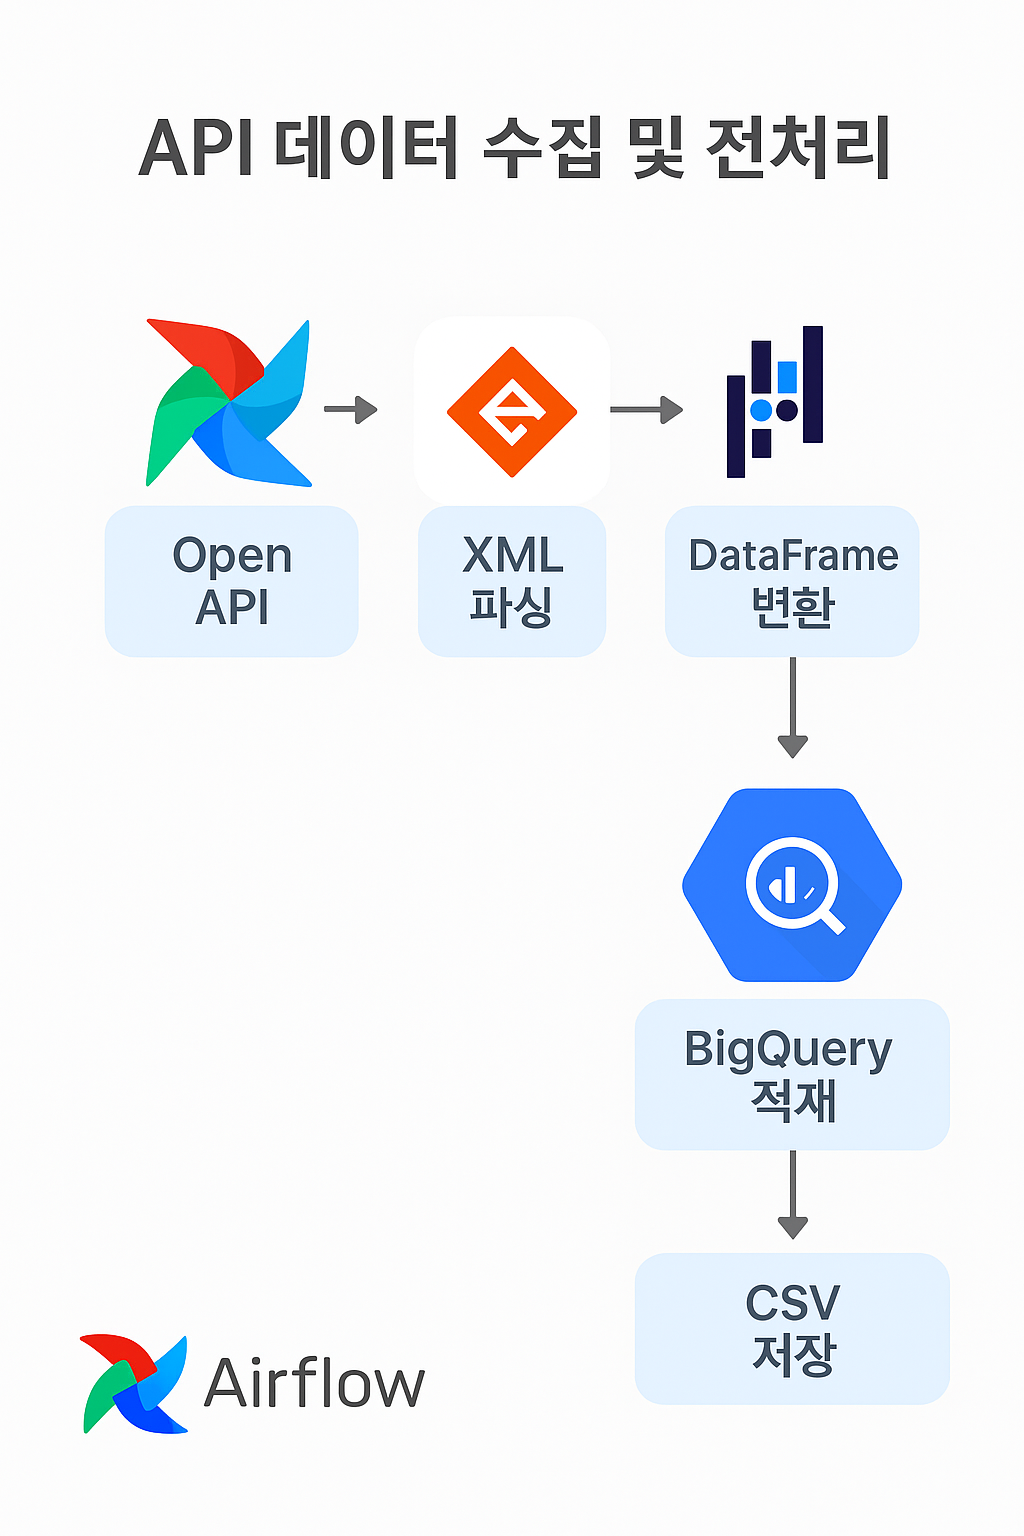 API 데이터 수집 및 전처리
Open
API
XML
파싱
DataFrame
변환
BigQuery
적재
CSV
저장
Airflow